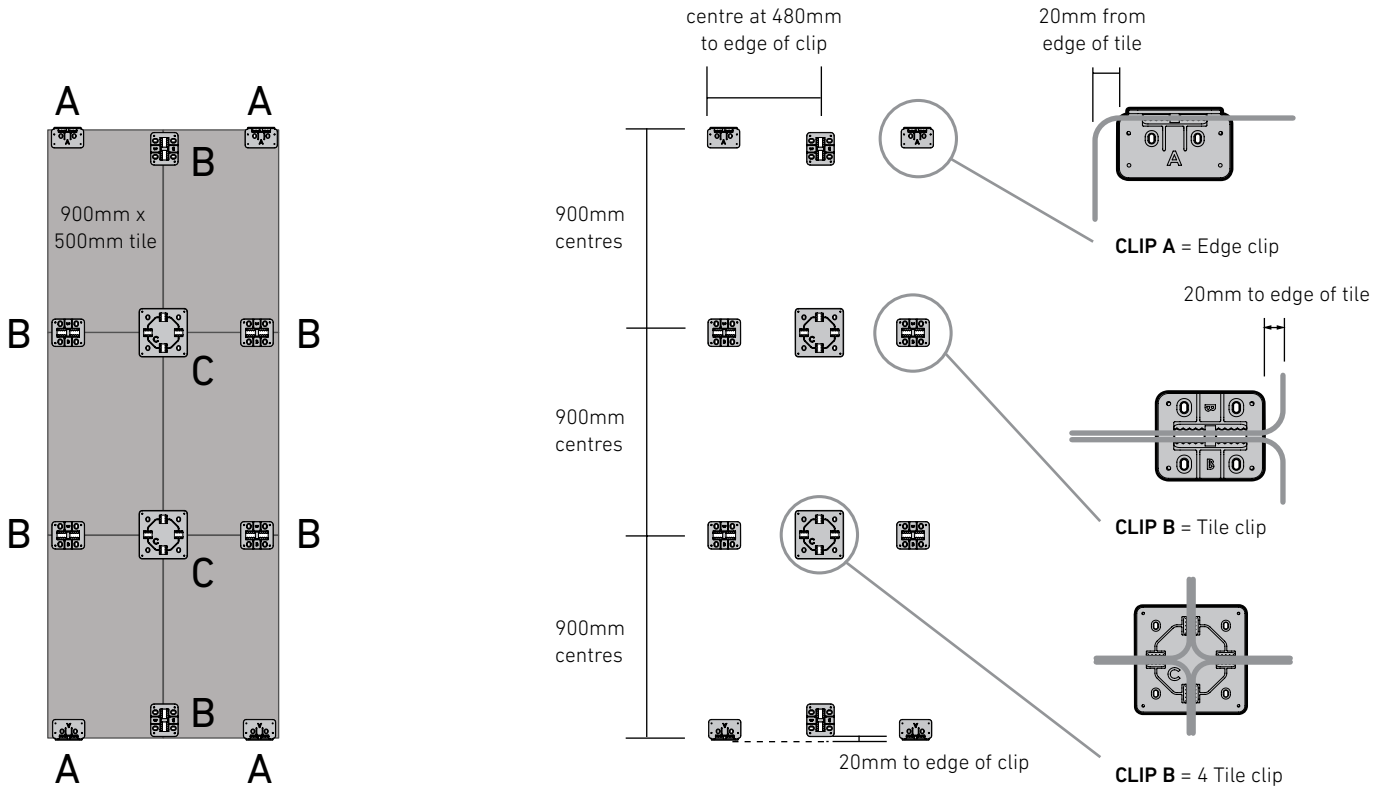 A
A
B
900mm x
500mm tile
B
B
C
B
B
C
B
A
A
centre at 480mm
to edge of clip
900mm
centres
900mm
centres
900mm
centres
20mm to edge of clip
20mm from
edge of tile
A
CLIP A = Edge clip
20mm to edge of tile
B
B
CLIP B = Tile clip
C
CLIP B = 4 Tile clip